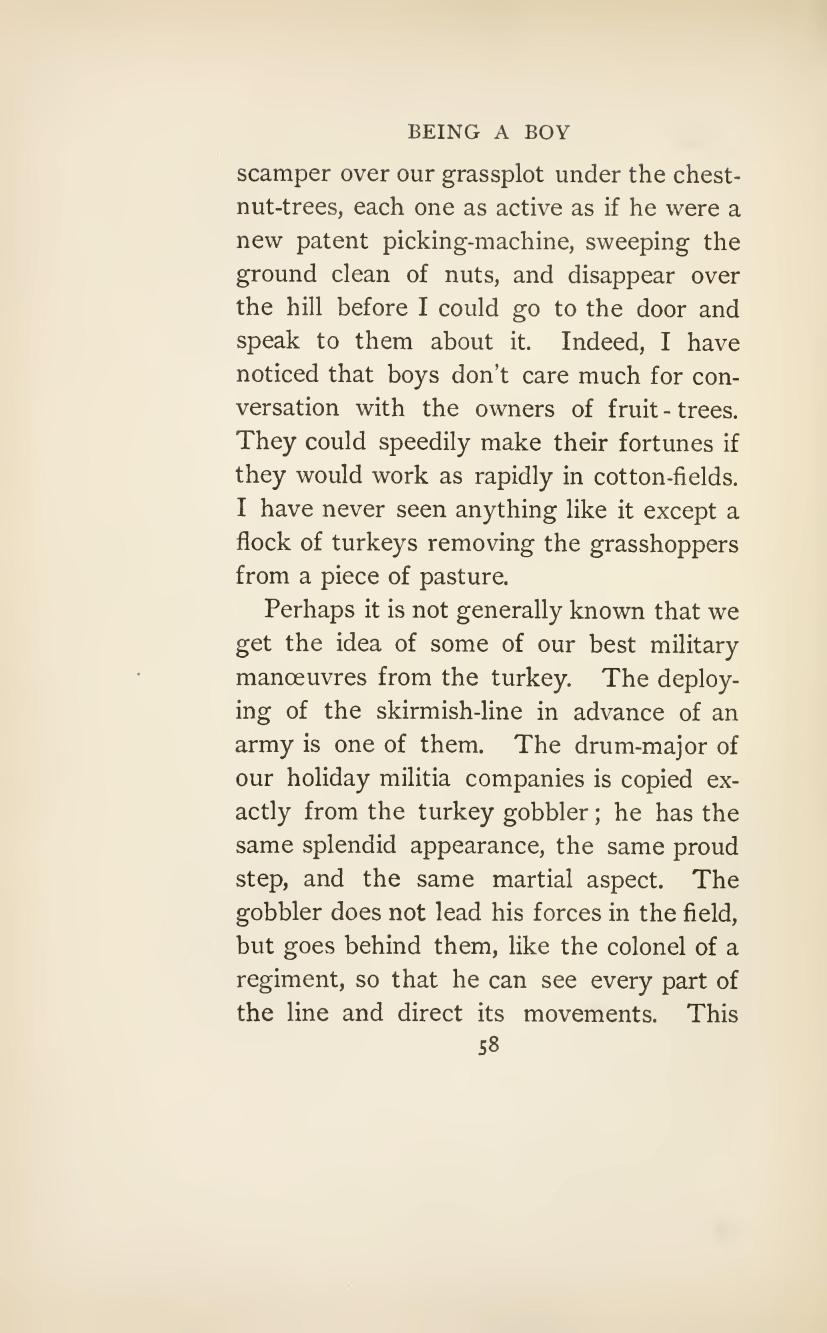 BEING A BOY
scamper over our grassplot under the chest-
nut-trees, each one as active as if he were a
new patent picking-machine, sweeping the
ground clean of nuts, and disappear over
the hill before I could go to the door and
speak to them about it. Indeed, I have
noticed that boys don't care much for con-
versation with the owners of fruit-trees.
They could speedily make their fortunes if
they would work as rapidly in cotton-fields.
I have never seen anything like it except a
flock of turkeys removing the grasshoppers
from a piece of pasture.
Perhaps it is not generally known that we
get the idea of some of our best military
manœuvres from the turkey. The deploy-
ing of the skirmish-line in advance of an
army is one of them. The drum-major of
our holiday militia companies is copied ex-
actly from the turkey gobbler; he has the
same splendid appearance, the same proud
step, and the same martial aspect. The
gobbler does not lead his forces in the field,
but goes behind them, like the colonel of a
regiment, so that he can see every part of
the line and direct its movements. This
58